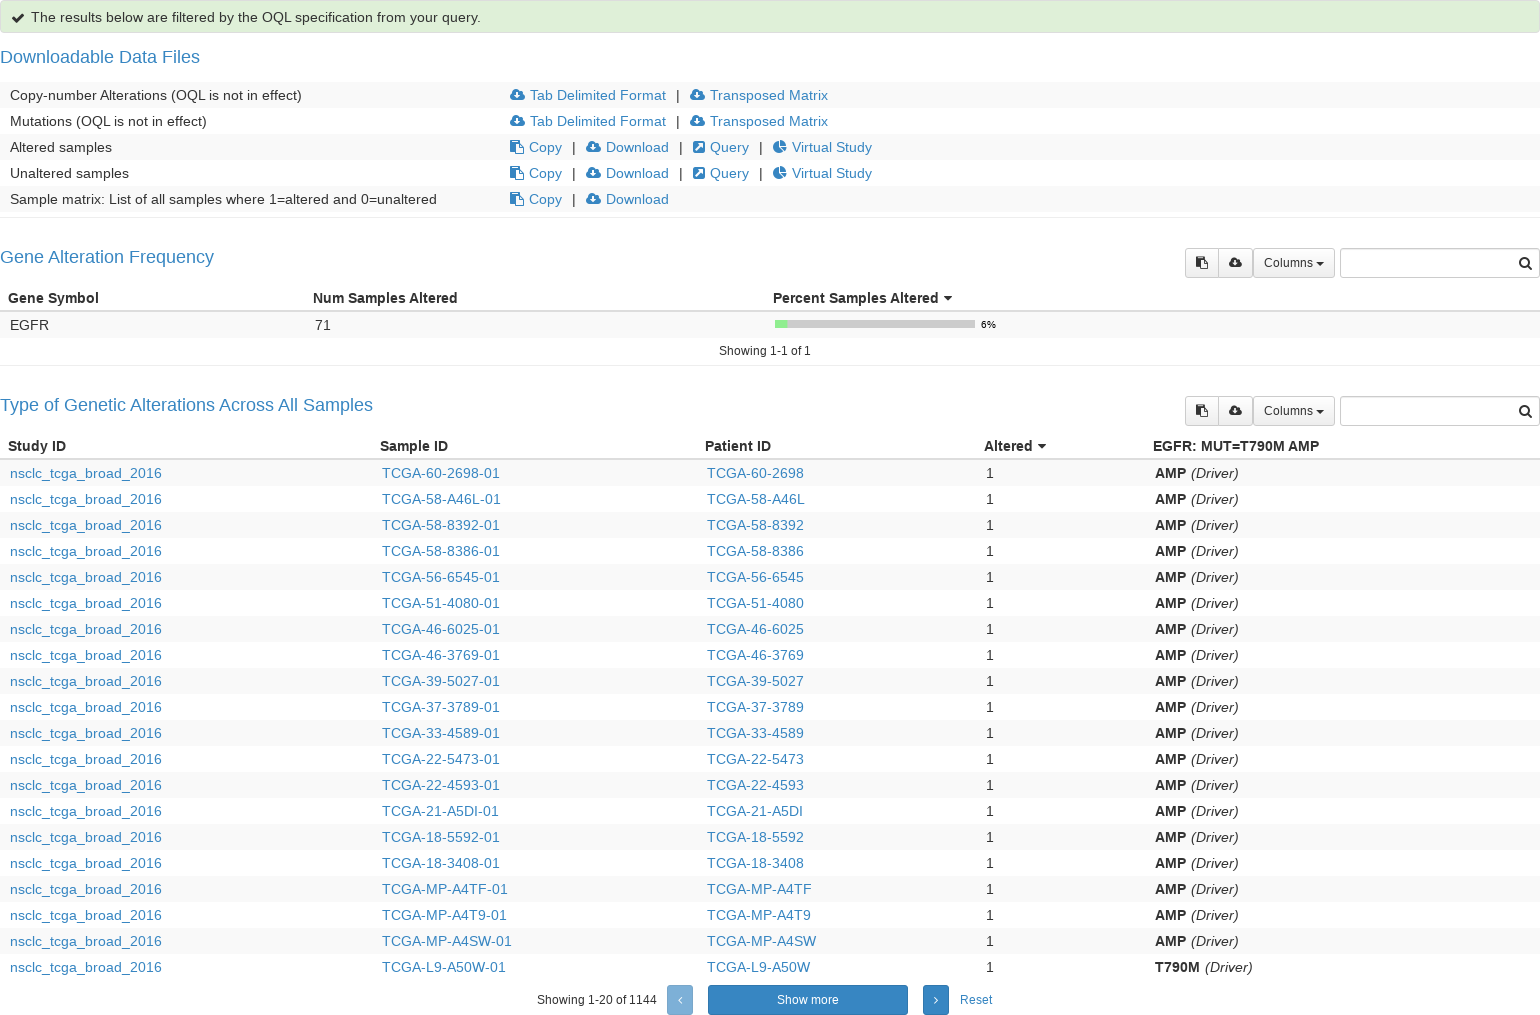 The results below are filtered by the OQL specification from your query.
Downloadable Data Files
Copy-number Alterations (OQL is not in effect) Tab Delimited Format | Transposed Matrix
Mutations (OQL is not in effect) Tab Delimited Format | Transposed Matrix
Altered samples Copy | Download | Query | Virtual Study
Unaltered samples Copy | Download | Query | Virtual Study
Sample matrix: List of all samples where 1=altered and 0=unaltered Copy | Download
Gene Alteration Frequency Columns
Gene Symbol Num Samples Altered Percent Samples Altered
EGFR 71 6%
Showing 1-1 of 1
Type of Genetic Alterations Across All Samples Columns
Study ID Sample ID Patient ID Altered EGFR: MUT=T790M AMP
nsclc_tcga_broad_2016 TCGA-60-2698-01 TCGA-60-2698 1 AMP (Driver)
nsclc_tcga_broad_2016 TCGA-58-A46L-01 TCGA-58-A46L 1 AMP (Driver)
nsclc_tcga_broad_2016 TCGA-58-8392-01 TCGA-58-8392 1 AMP (Driver)
nsclc_tcga_broad_2016 TCGA-58-8386-01 TCGA-58-8386 1 AMP (Driver)
nsclc_tcga_broad_2016 TCGA-56-6545-01 TCGA-56-6545 1 AMP (Driver)
nsclc_tcga_broad_2016 TCGA-51-4080-01 TCGA-51-4080 1 AMP (Driver)
nsclc_tcga_broad_2016 TCGA-46-6025-01 TCGA-46-6025 1 AMP (Driver)
nsclc_tcga_broad_2016 TCGA-46-3769-01 TCGA-46-3769 1 AMP (Driver)
nsclc_tcga_broad_2016 TCGA-39-5027-01 TCGA-39-5027 1 AMP (Driver)
nsclc_tcga_broad_2016 TCGA-37-3789-01 TCGA-37-3789 1 AMP (Driver)
nsclc_tcga_broad_2016 TCGA-33-4589-01 TCGA-33-4589 1 AMP (Driver)
nsclc_tcga_broad_2016 TCGA-22-5473-01 TCGA-22-5473 1 AMP (Driver)
nsclc_tcga_broad_2016 TCGA-22-4593-01 TCGA-22-4593 1 AMP (Driver)
nsclc_tcga_broad_2016 TCGA-21-A5DI-01 TCGA-21-A5DI 1 AMP (Driver)
nsclc_tcga_broad_2016 TCGA-18-5592-01 TCGA-18-5592 1 AMP (Driver)
nsclc_tcga_broad_2016 TCGA-18-3408-01 TCGA-18-3408 1 AMP (Driver)
nsclc_tcga_broad_2016 TCGA-MP-A4TF-01 TCGA-MP-A4TF 1 AMP (Driver)
nsclc_tcga_broad_2016 TCGA-MP-A4T9-01 TCGA-MP-A4T9 1 AMP (Driver)
nsclc_tcga_broad_2016 TCGA-MP-A4SW-01 TCGA-MP-A4SW 1 AMP (Driver)
nsclc_tcga_broad_2016 TCGA-L9-A50W-01 TCGA-L9-A50W 1 T790M (Driver)
Showing 1-20 of 1144 ‹ Show more › Reset